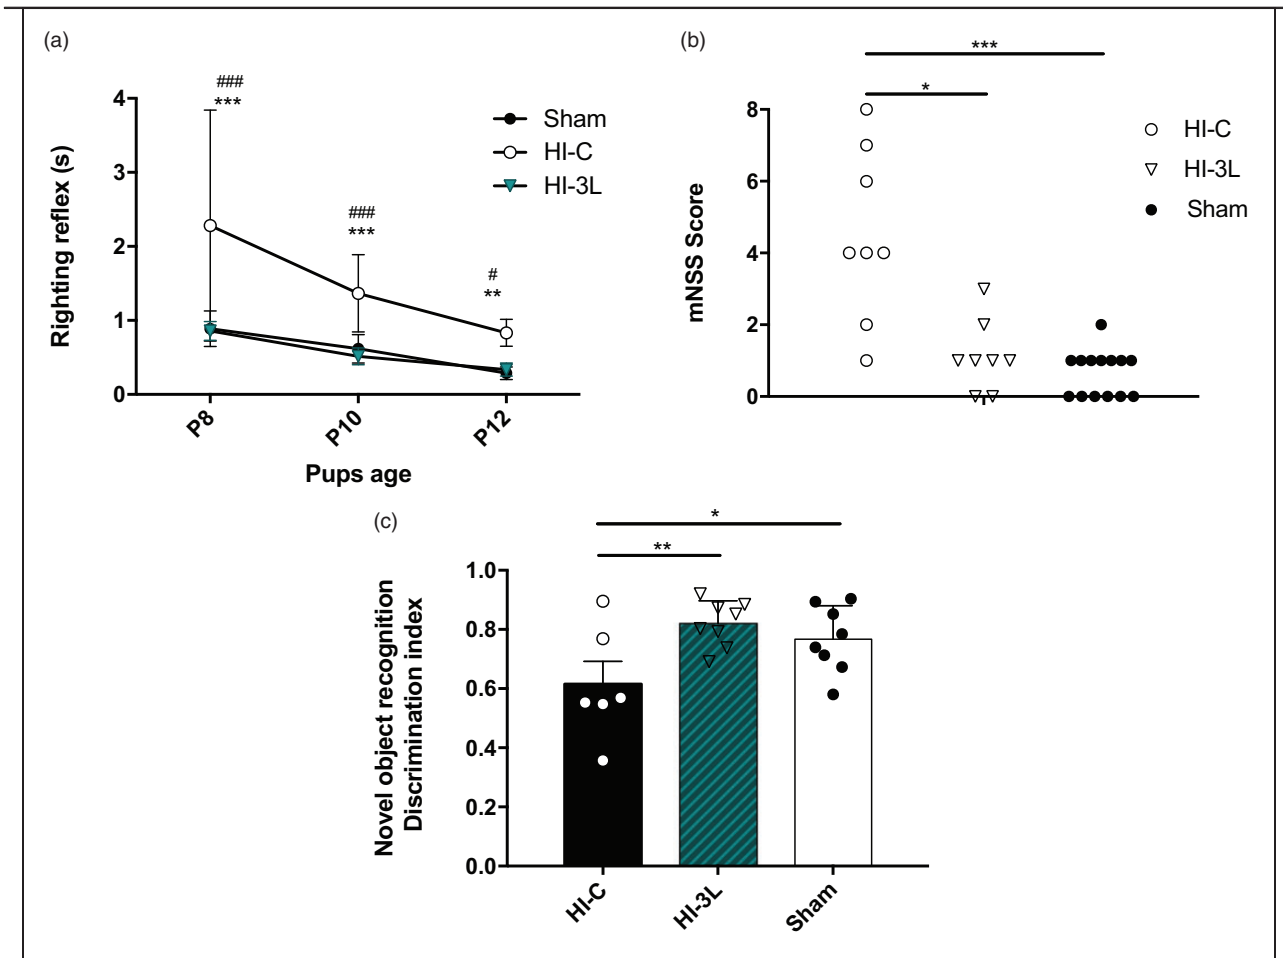 (a)
###
***
###
***
#
**
4
3
2
1
0
Righting reflex (s)
P8
P10
P12
Pups age
Sham
HI-C
HI-3L
(b)
***
*
8
6
4
2
0
mNSS Score
HI-C
HI-3L
Sham
(c)
*
**
1.0
0.8
0.6
0.4
0.2
0.0
Novel object recognition
Discrimination index
HI-C
HI-3L
Sham